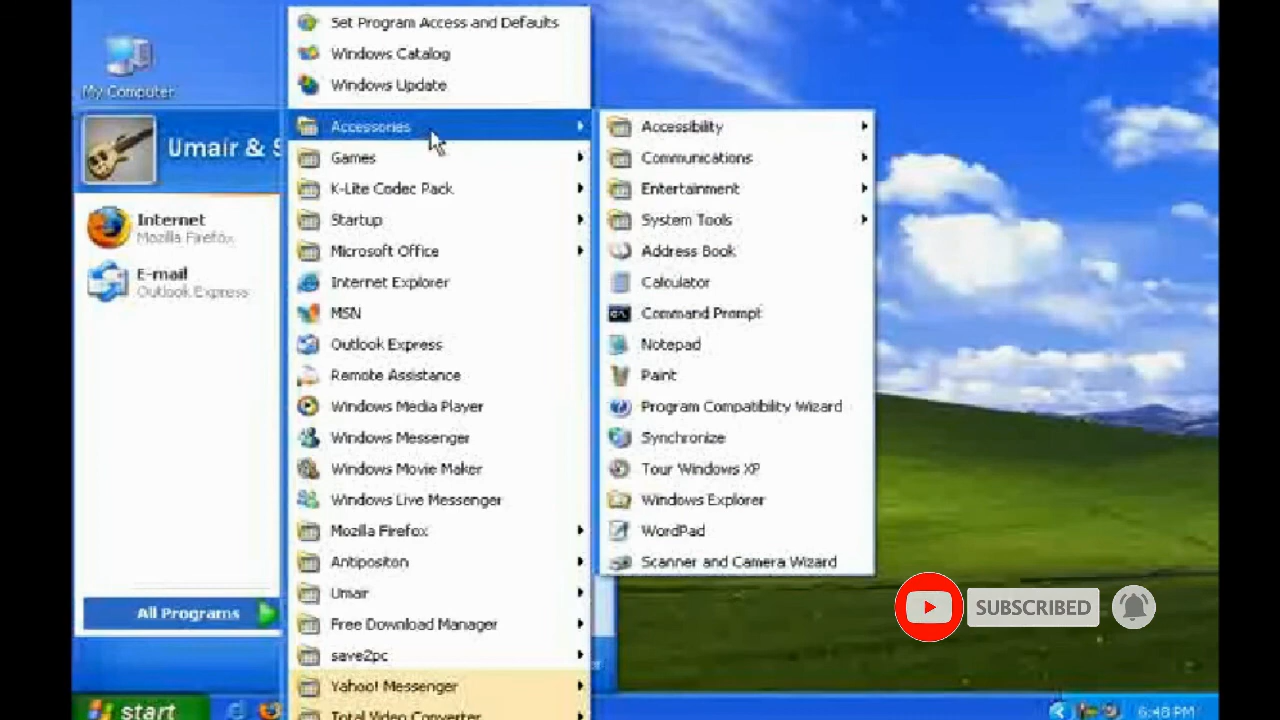 My Computer
Umair & S
Internet
Mozilla Firefox
E-mail
Outlook Express
All Programs
start
Set Program Access and Defaults
Windows Catalog
Windows Update
Accessories
Games
K-Lite Codec Pack
Startup
Microsoft Office
Internet Explorer
MSN
Outlook Express
Remote Assistance
Windows Media Player
Windows Messenger
Windows Movie Maker
Windows Live Messenger
Mozilla Firefox
Antipositon
Umar
Free Download Manager
save2pc
Yahoo! Messenger
Total Video Converter
Accessibility
Communications
Entertainment
System Tools
Address Book
Calculator
Command Prompt
Notepad
Paint
Program Compatibility Wizard
Synchronize
Tour Windows XP
Windows Explorer
WordPad
Scanner and Camera Wizard
SUBSCRIBED
6:48 PM